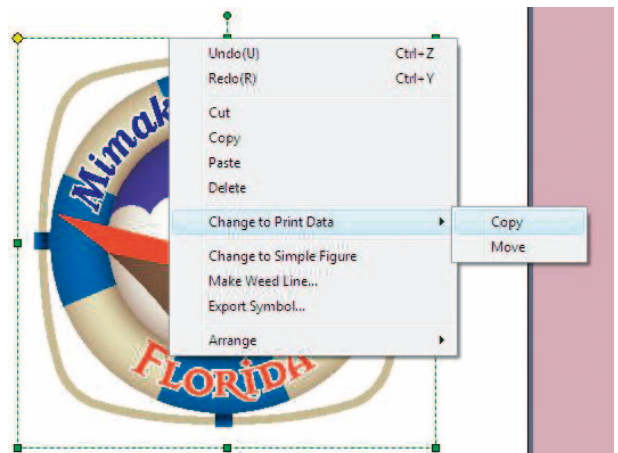 Undo(U) Ctrl+Z
Redo(R) Ctrl+Y
Cut
Copy
Paste
Delete
Change to Print Data
Copy
Change to Simple Figure
Move
Make Weed Line...
Export Symbol...
Arrange
Mimak
FLORIDA